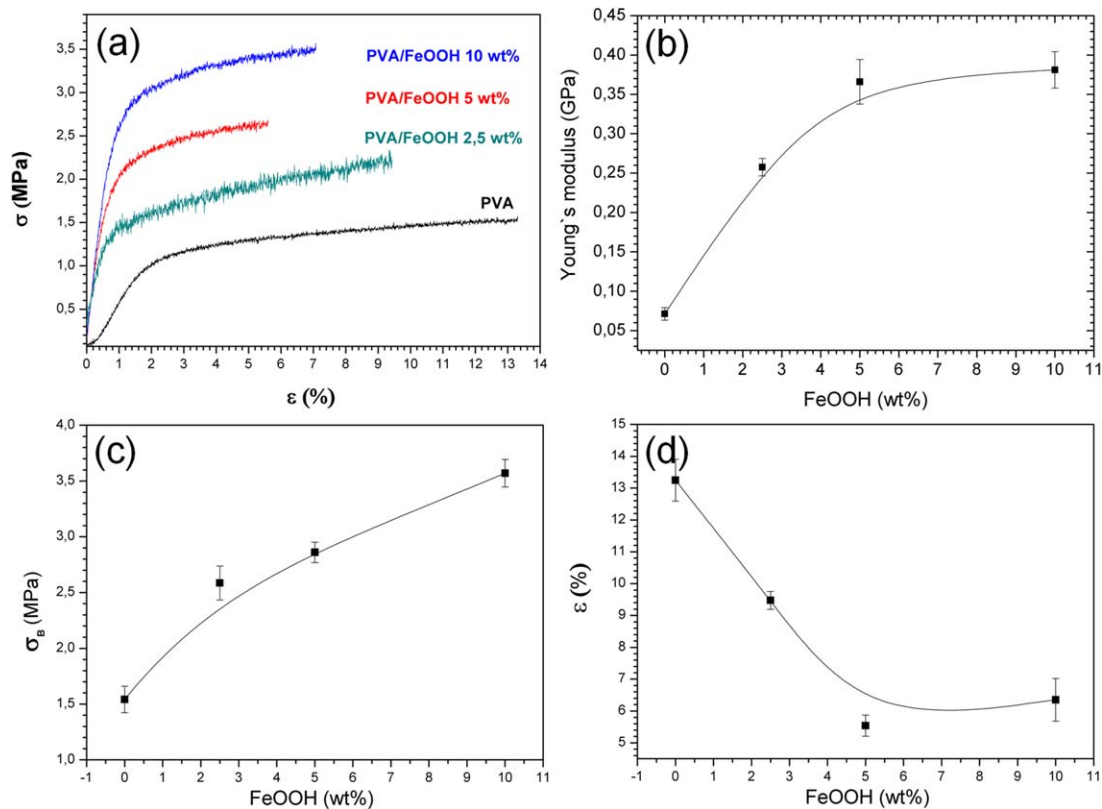 (a)
PVA/FeOOH 10 wt%
PVA/FeOOH 5 wt%
PVA/FeOOH 2,5 wt%
PVA
3,5
3,0
2,5
2,0
1,5
1,0
0,5
σ (MPa)
0 1 2 3 4 5 6 7 8 9 10 11 12 13 14
ε (%)
(b)
0,40
0,35
0,30
0,25
0,20
0,15
0,10
0,05
Young`s modulus (GPa)
0 1 2 3 4 5 6 7 8 9 10 11
FeOOH (wt%)
(c)
4,0
3,5
3,0
2,5
2,0
1,5
1,0
σB (MPa)
-1 0 1 2 3 4 5 6 7 8 9 10 11
FeOOH (wt%)
(d)
15
14
13
12
11
10
9
8
7
6
5
ε (%)
-1 0 1 2 3 4 5 6 7 8 9 10 11
FeOOH (wt%)